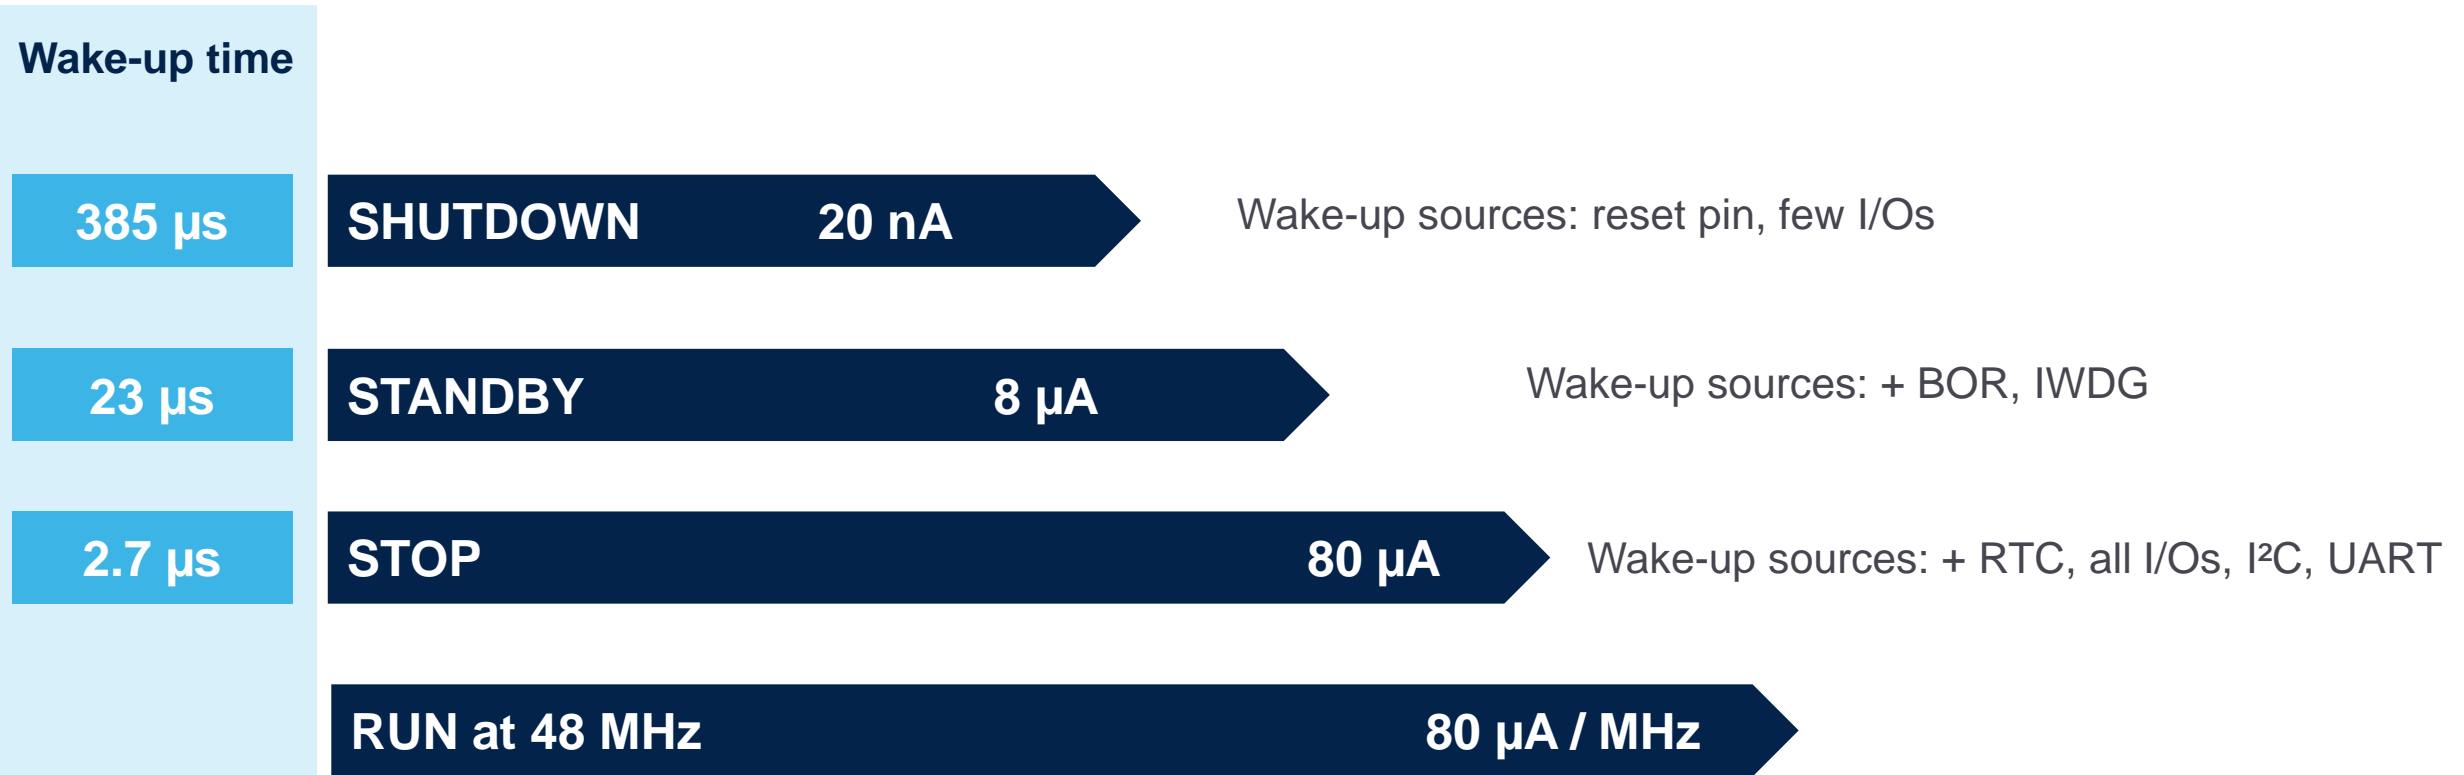 Wake-up time
385 µs
SHUTDOWN 20 nA
Wake-up sources: reset pin, few I/Os
23 µs
STANDBY 8 µA
Wake-up sources: + BOR, IWDG
2.7 µs
STOP 80 µA
Wake-up sources: + RTC, all I/Os, I²C, UART
RUN at 48 MHz 80 µA / MHz